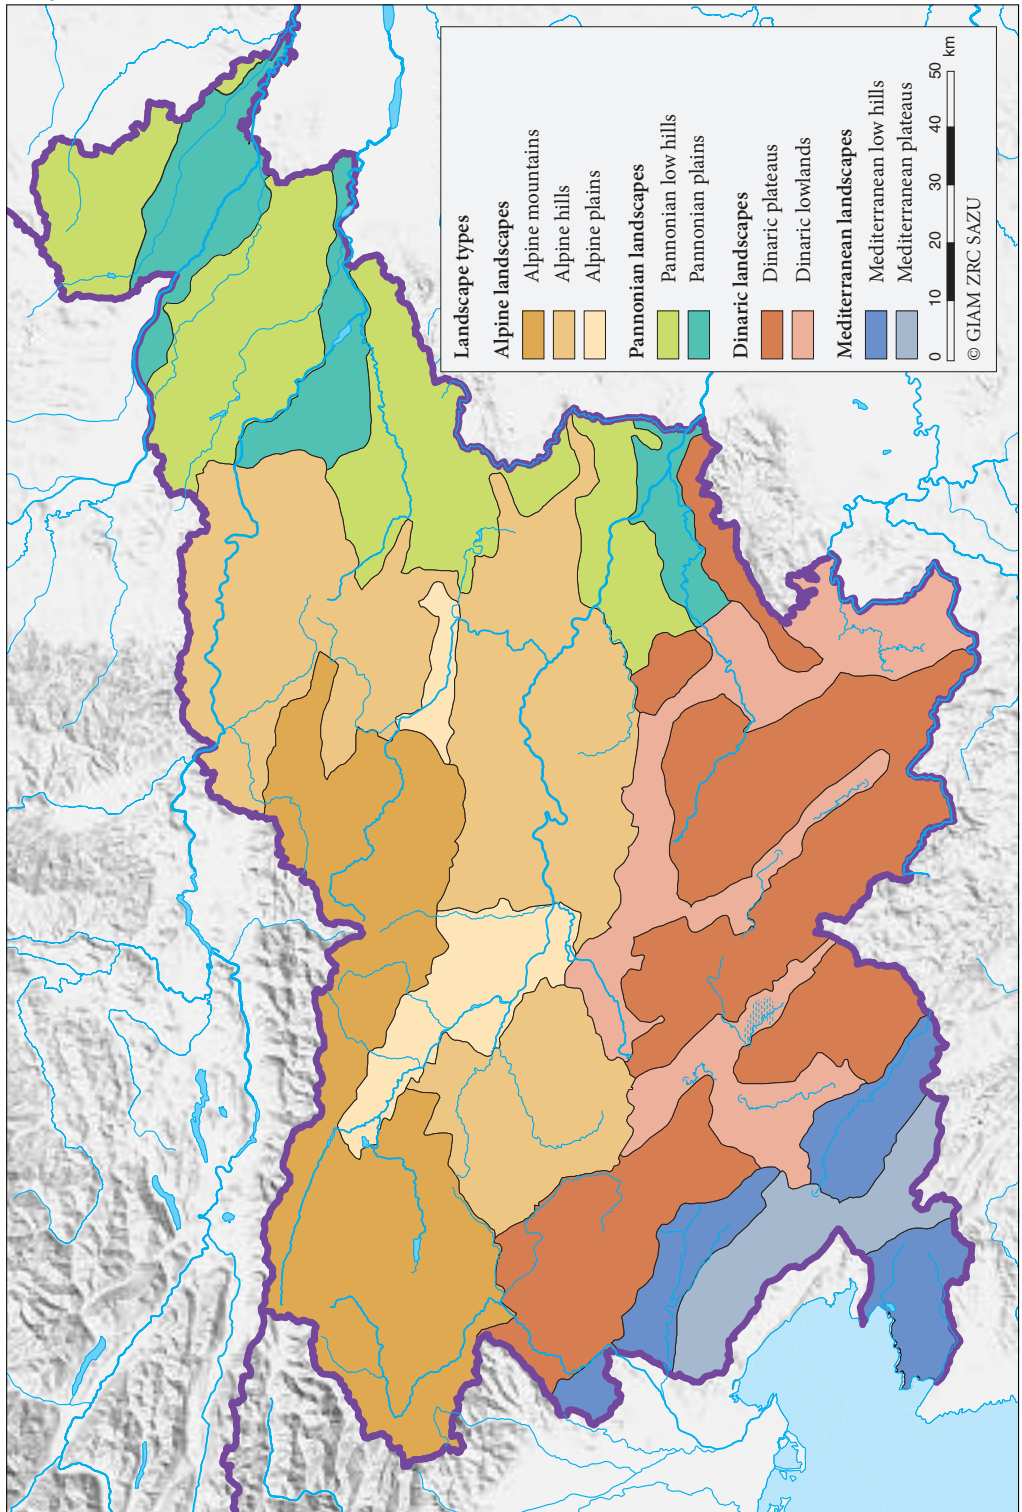 Landscape types
Alpine landscapes
Alpine mountains
Alpine hills
Alpine plains
Pannonian landscapes
Pannonian low hills
Pannonian plains
Dinaric landscapes
Dinaric plateaus
Dinaric lowlands
Mediterranean landscapes
Mediterranean low hills
Mediterranean plateaus
0 10 20 30 40 50 km
© GIAM ZRC SAZU